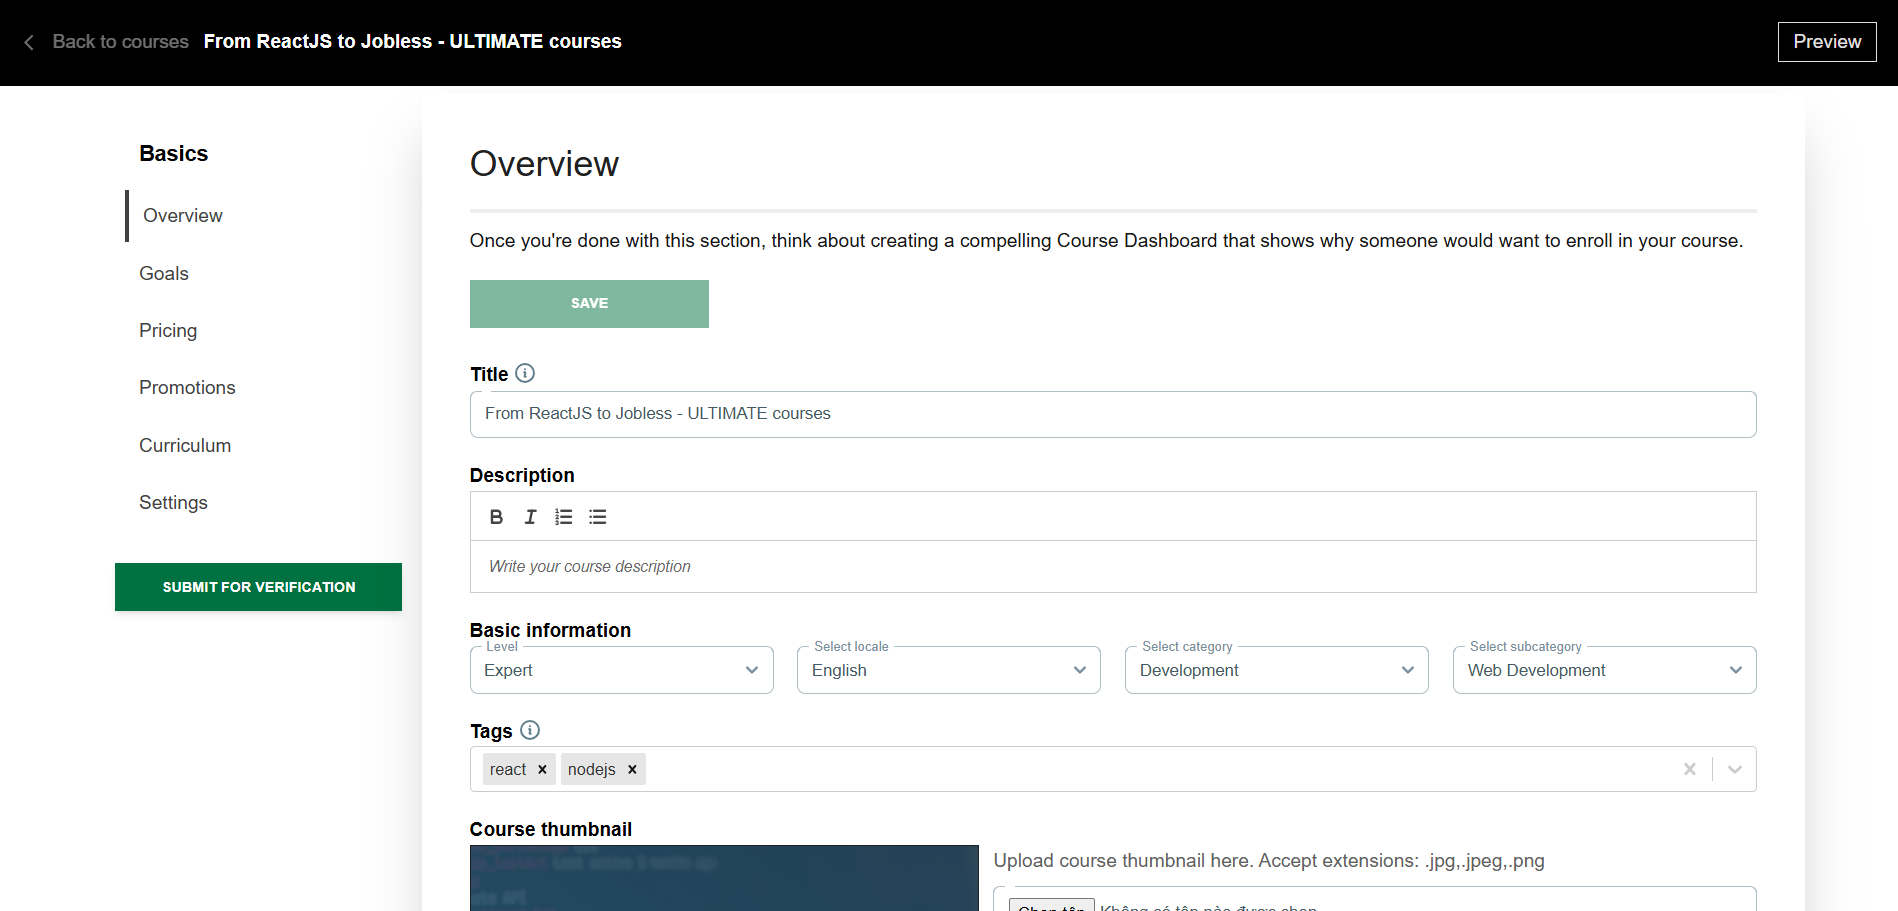 Back to courses From ReactJS to Jobless - ULTIMATE courses Preview
Basics
Overview
Goals
Pricing
Promotions
Curriculum
Settings
SUBMIT FOR VERIFICATION
Overview
Once you're done with this section, think about creating a compelling Course Dashboard that shows why someone would want to enroll in your course.
SAVE
Title
From ReactJS to Jobless - ULTIMATE courses
Description
Write your course description
Basic information
Level Select locale Select category Select subcategory
Expert English Development Web Development
Tags
react nodejs
Course thumbnail
Upload course thumbnail here. Accept extensions: .jpg,.jpeg,.png
Chọn tệp Không có tệp nào được chọn